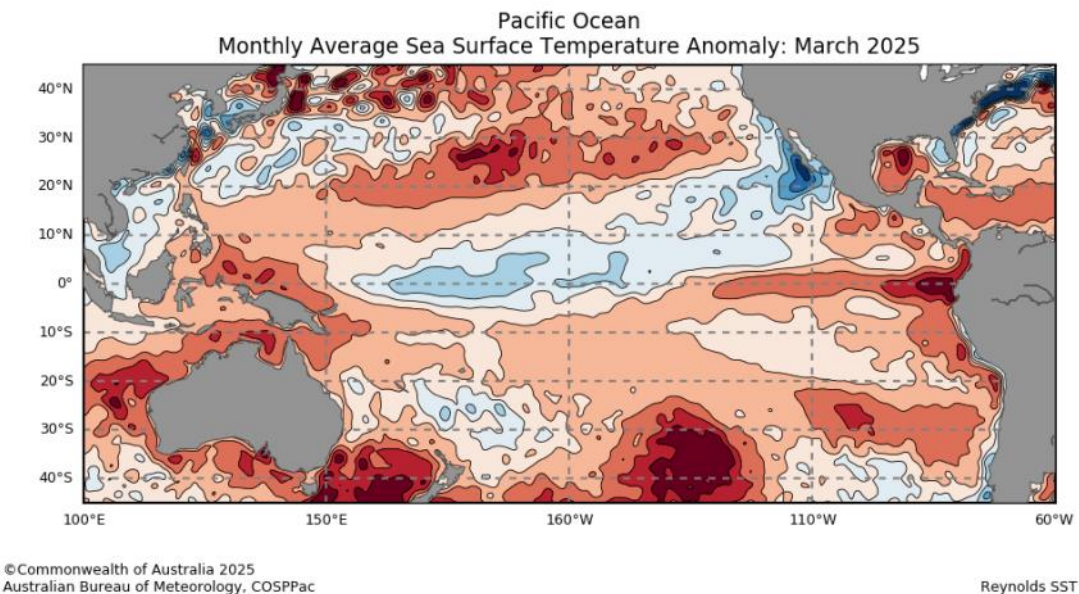 Pacific Ocean
Monthly Average Sea Surface Temperature Anomaly: March 2025
40°N
30°N
20°N
10°N
0°
10°S
20°S
30°S
40°S
100°E 150°E 160°W 110°W 60°W
©Commonwealth of Australia 2025
Australian Bureau of Meteorology, COSPPac Reynolds SST